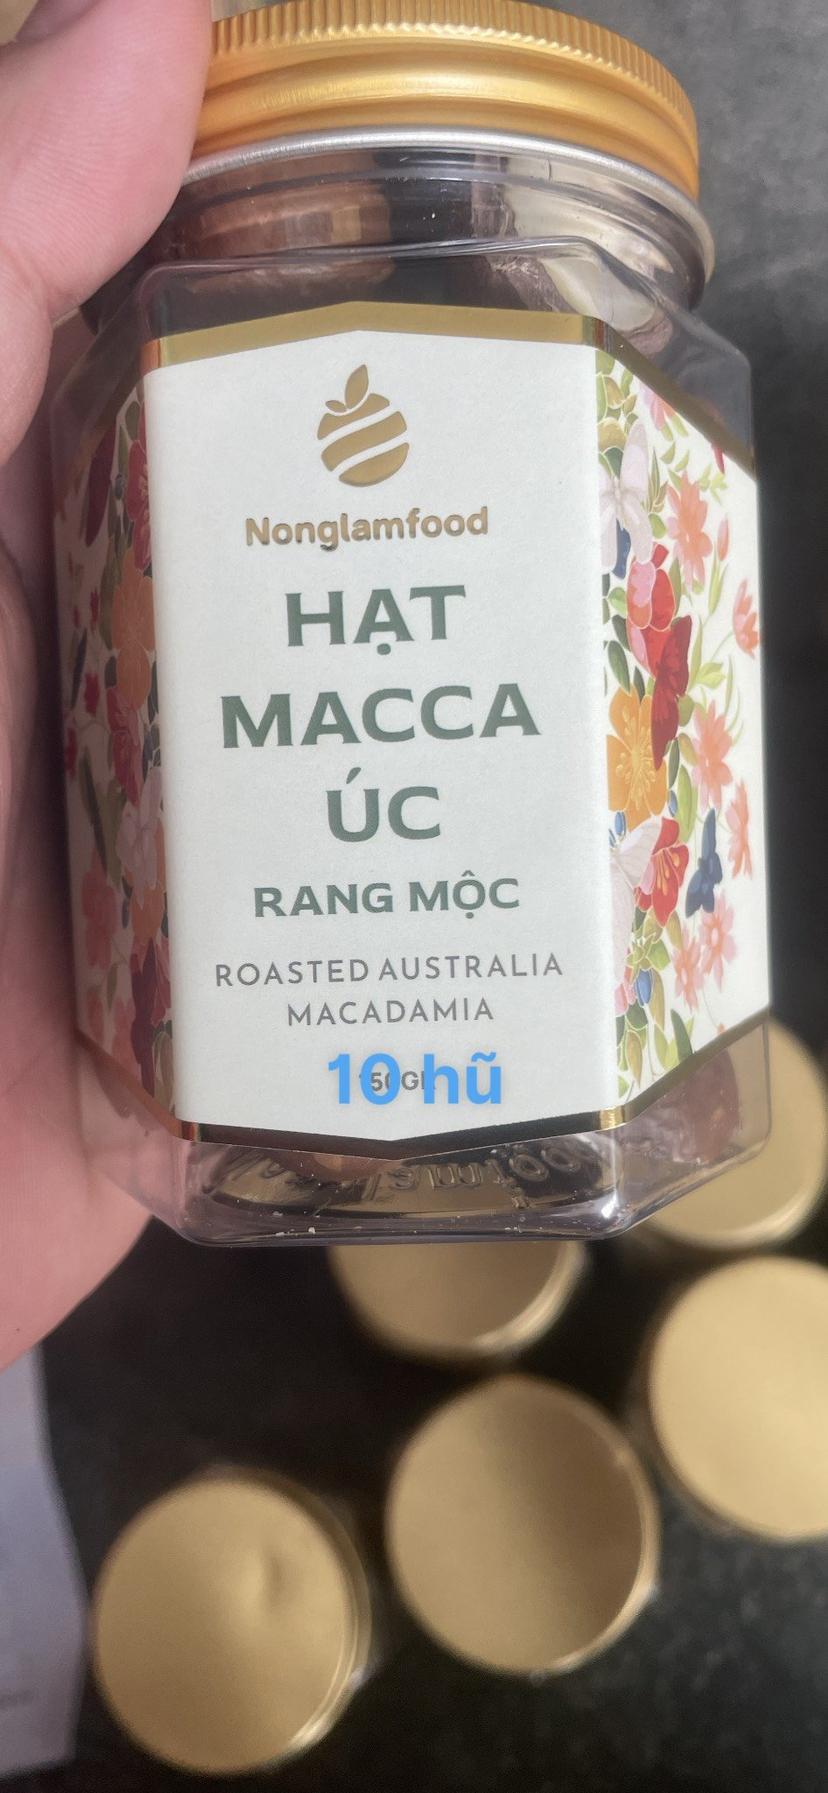 Nonglamfood
HẠT
MACCA
ÚC
RANG MỘC
ROASTED AUSTRALIA
MACADAMIA
10 hũ